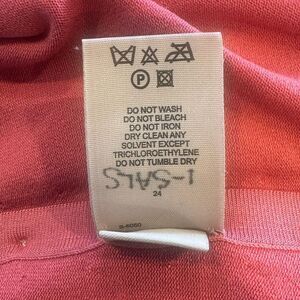 P
DO NOT WASH
DO NOT BLEACH
DO NOT IRON
DRY CLEAN ANY
SOLVENT EXCEPT
TRICHLOROETHYLENE
DO NOT TUMBLE DRY
24